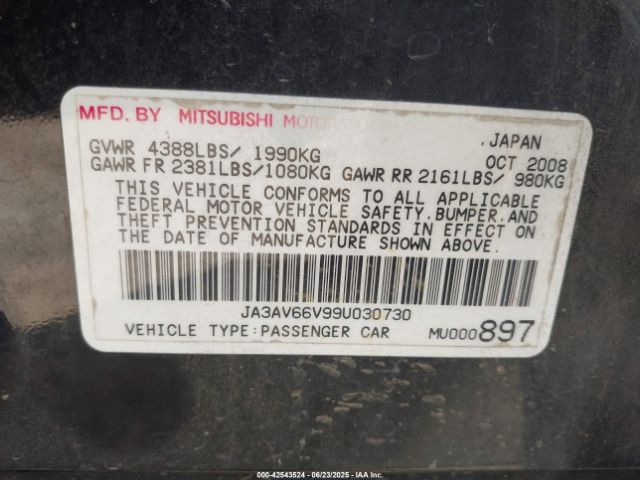 MFD. BY MITSUBISHI MOTOR
JAPAN
GVWR 4388LBS/ 1990KG OCT 2008
GAWR FR 2381LBS/1080KG GAWR RR 2161LBS/ 980KG
THIS VEHICLE CONFORMS TO ALL APPLICABLE
FEDERAL MOTOR VEHICLE SAFETY, BUMPER, AND
THEFT PREVENTION STANDARDS IN EFFECT ON
THE DATE OF MANUFACTURE SHOWN ABOVE.
JA3AV66V99U030730
VEHICLE TYPE:PASSENGER CAR MU000897
000-42543524 | 06/23/2025 - IAA Inc.